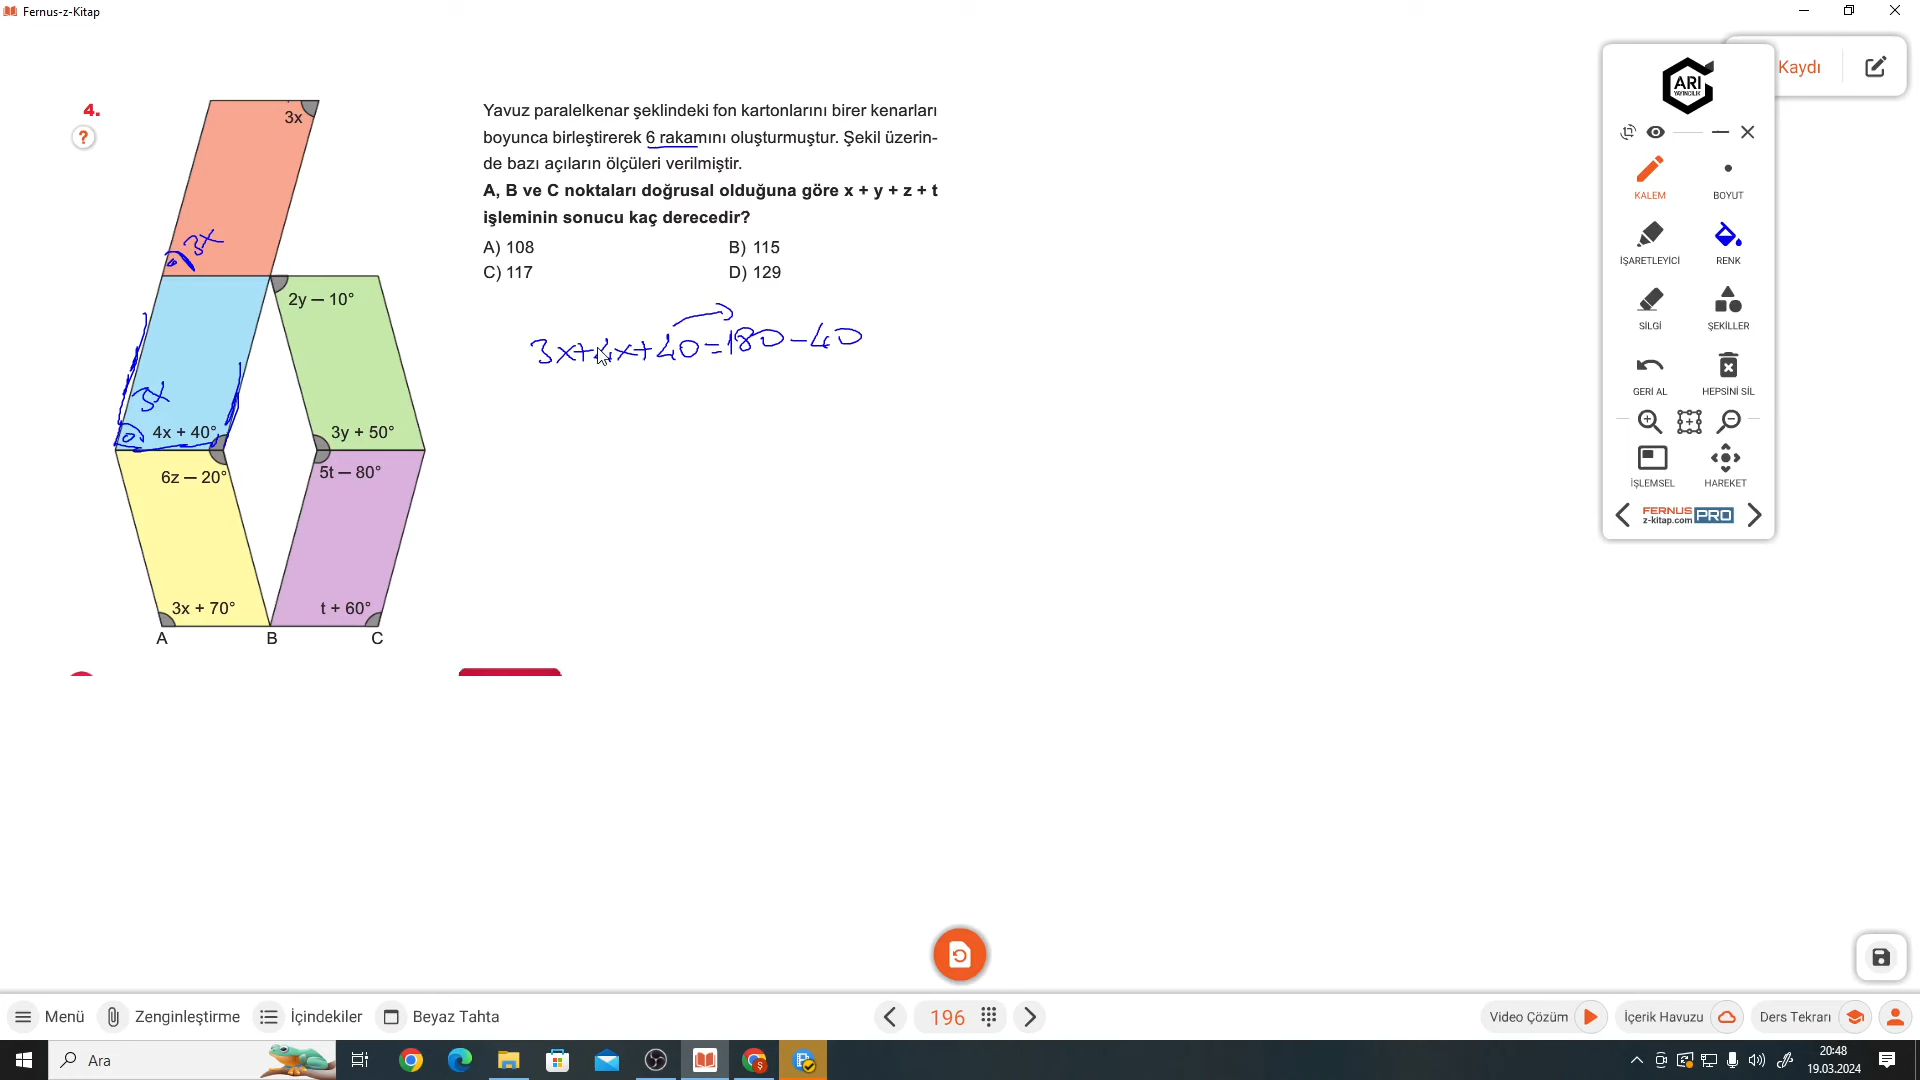 Fernus-z-Kitap
Kaydı
ARI
YAYINCILIK
4.
?
3x
3x
2y – 10°
3x
4x + 40°
3y + 50°
6z – 20°
5t – 80°
3x + 70°
t + 60°
A
B
C
Yavuz paralelkenar şeklindeki fon kartonlarını birer kenarları
boyunca birleştirerek 6 rakamını oluşturmuştur. Şekil üzerin-
de bazı açıların ölçüleri verilmiştir.
A, B ve C noktaları doğrusal olduğuna göre x + y + z + t
işleminin sonucu kaç derecedir?
A) 108 B) 115
C) 117 D) 129
3x+4x+40=180-40
KALEM BOYUT
İŞARETLEYİCİ RENK
SİLGİ ŞEKİLLER
GERİ AL HEPSİNİ SİL
İŞLEMSEL HAREKET
FERNUS PRO
z-kitap.com
Menü Zenginleştirme İçindekiler Beyaz Tahta 196 Video Çözüm İçerik Havuzu Ders Tekrarı
Ara
20:48
19.03.2024